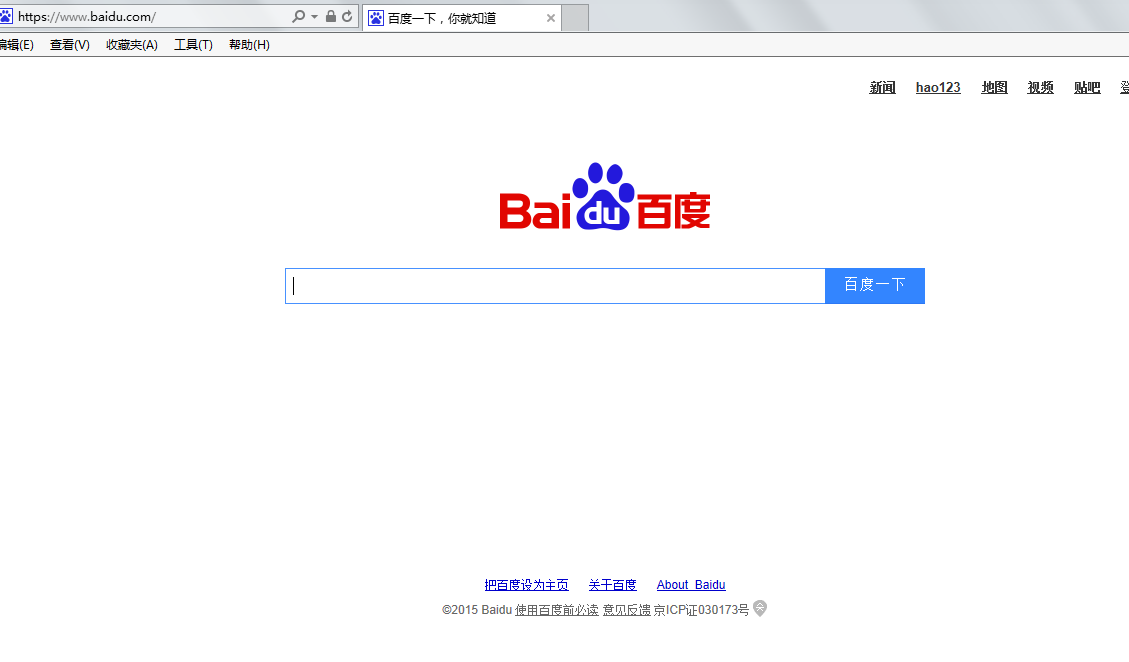 https://www.baidu.com/
百度一下，你就知道
编辑(E) 查看(V) 收藏夹(A) 工具(T) 帮助(H)
新闻 hao123 地图 视频 贴吧
Bai du 百度
百度一下
把百度设为主页 关于百度 About Baidu
©2015 Baidu 使用百度前必读 意见反馈 京ICP证030173号